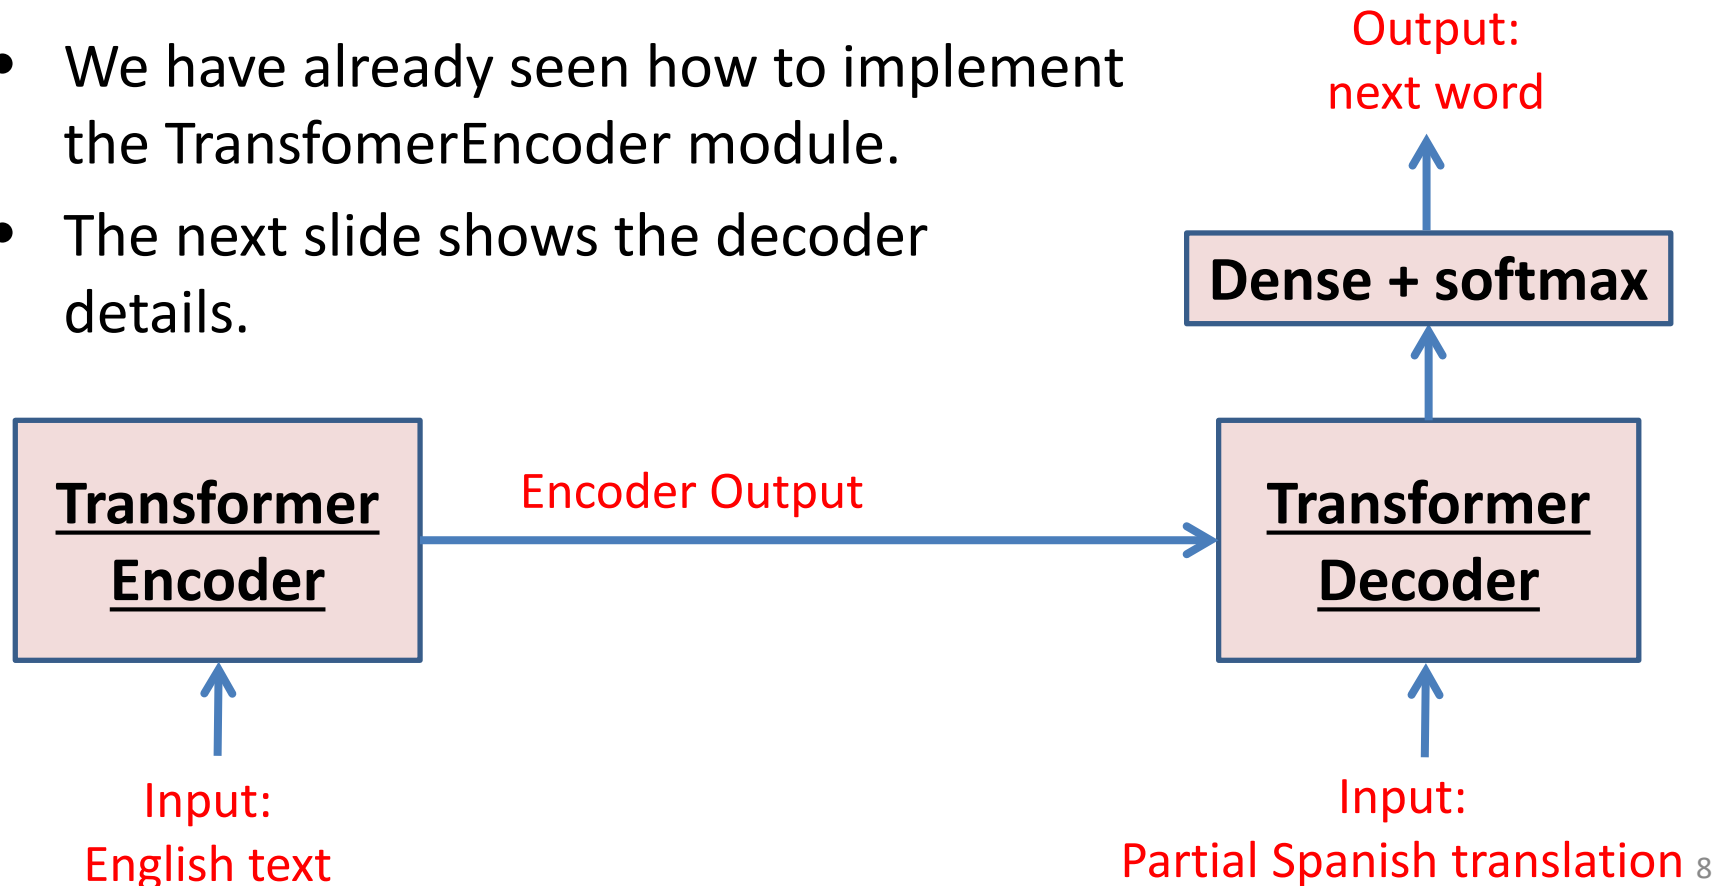 • We have already seen how to implement
the TransfomerEncoder module.
• The next slide shows the decoder
details.
Output:
next word
Dense + softmax
Transformer
Encoder
Encoder Output
Transformer
Decoder
Input:
English text
Input:
Partial Spanish translation
8